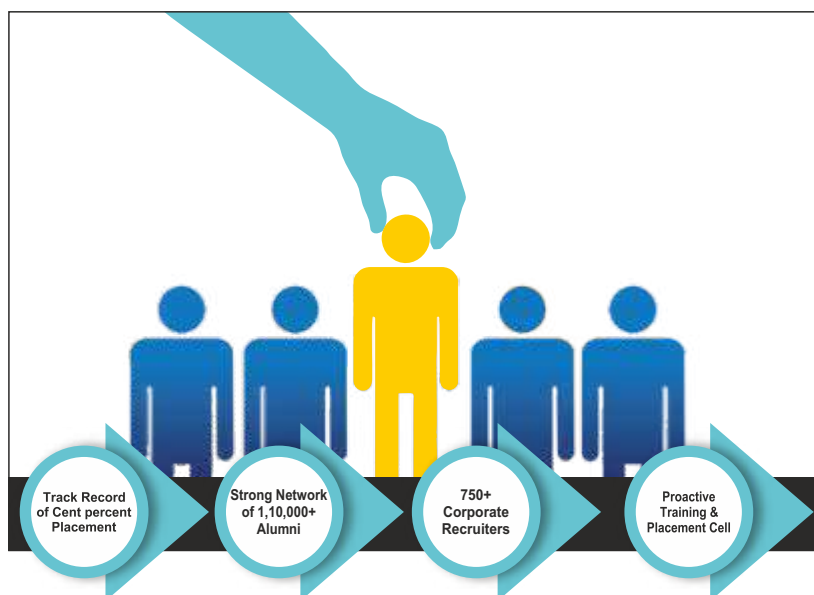 Track Record
of Cent percent
Placement
Strong Network
of 1,10,000+
Alumni
750+
Corporate
Recruiters
Proactive
Training &
Placement Cell